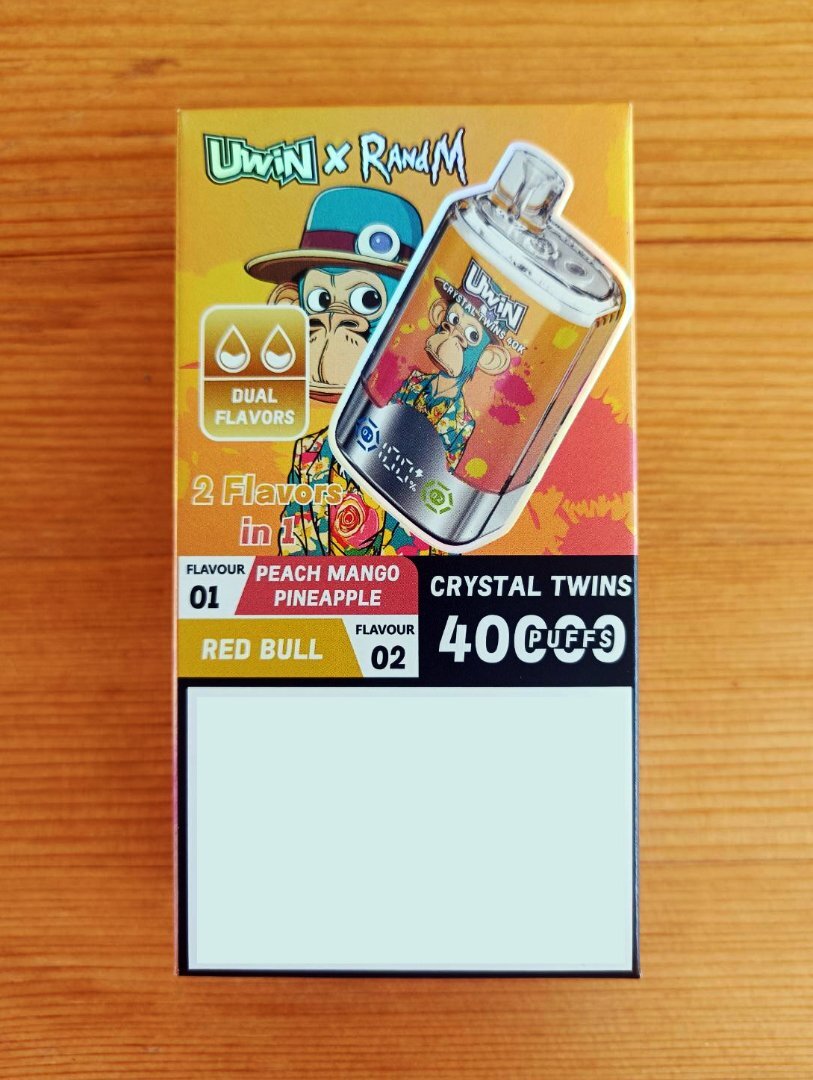 UWIN X RANDM
UWIN
CRYSTAL TWINS 40K
DUAL
FLAVORS
100%
2 Flavors
in 1
FLAVOUR
01
PEACH MANGO
PINEAPPLE
RED BULL
FLAVOUR
02
CRYSTAL TWINS
40000
PUFFS